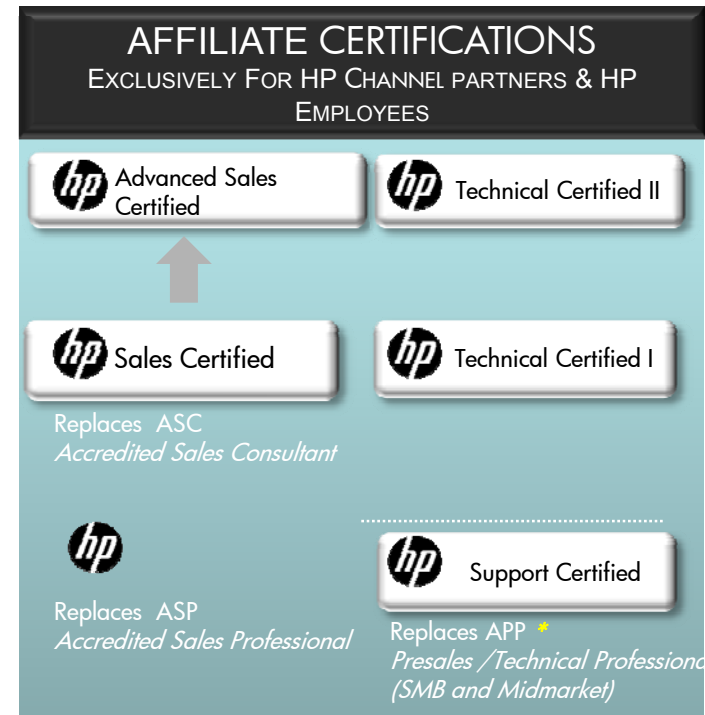 AFFILIATE CERTIFICATIONS
EXCLUSIVELY FOR HP CHANNEL PARTNERS & HP
EMPLOYEES
hp Advanced Sales
Certified
hp Technical Certified II
hp Sales Certified
hp Technical Certified I
Replaces ASC
Accredited Sales Consultant
hp
Replaces ASP
Accredited Sales Professional
hp Support Certified
Replaces APP *
Presales /Technical Professiona
(SMB and Midmarket)